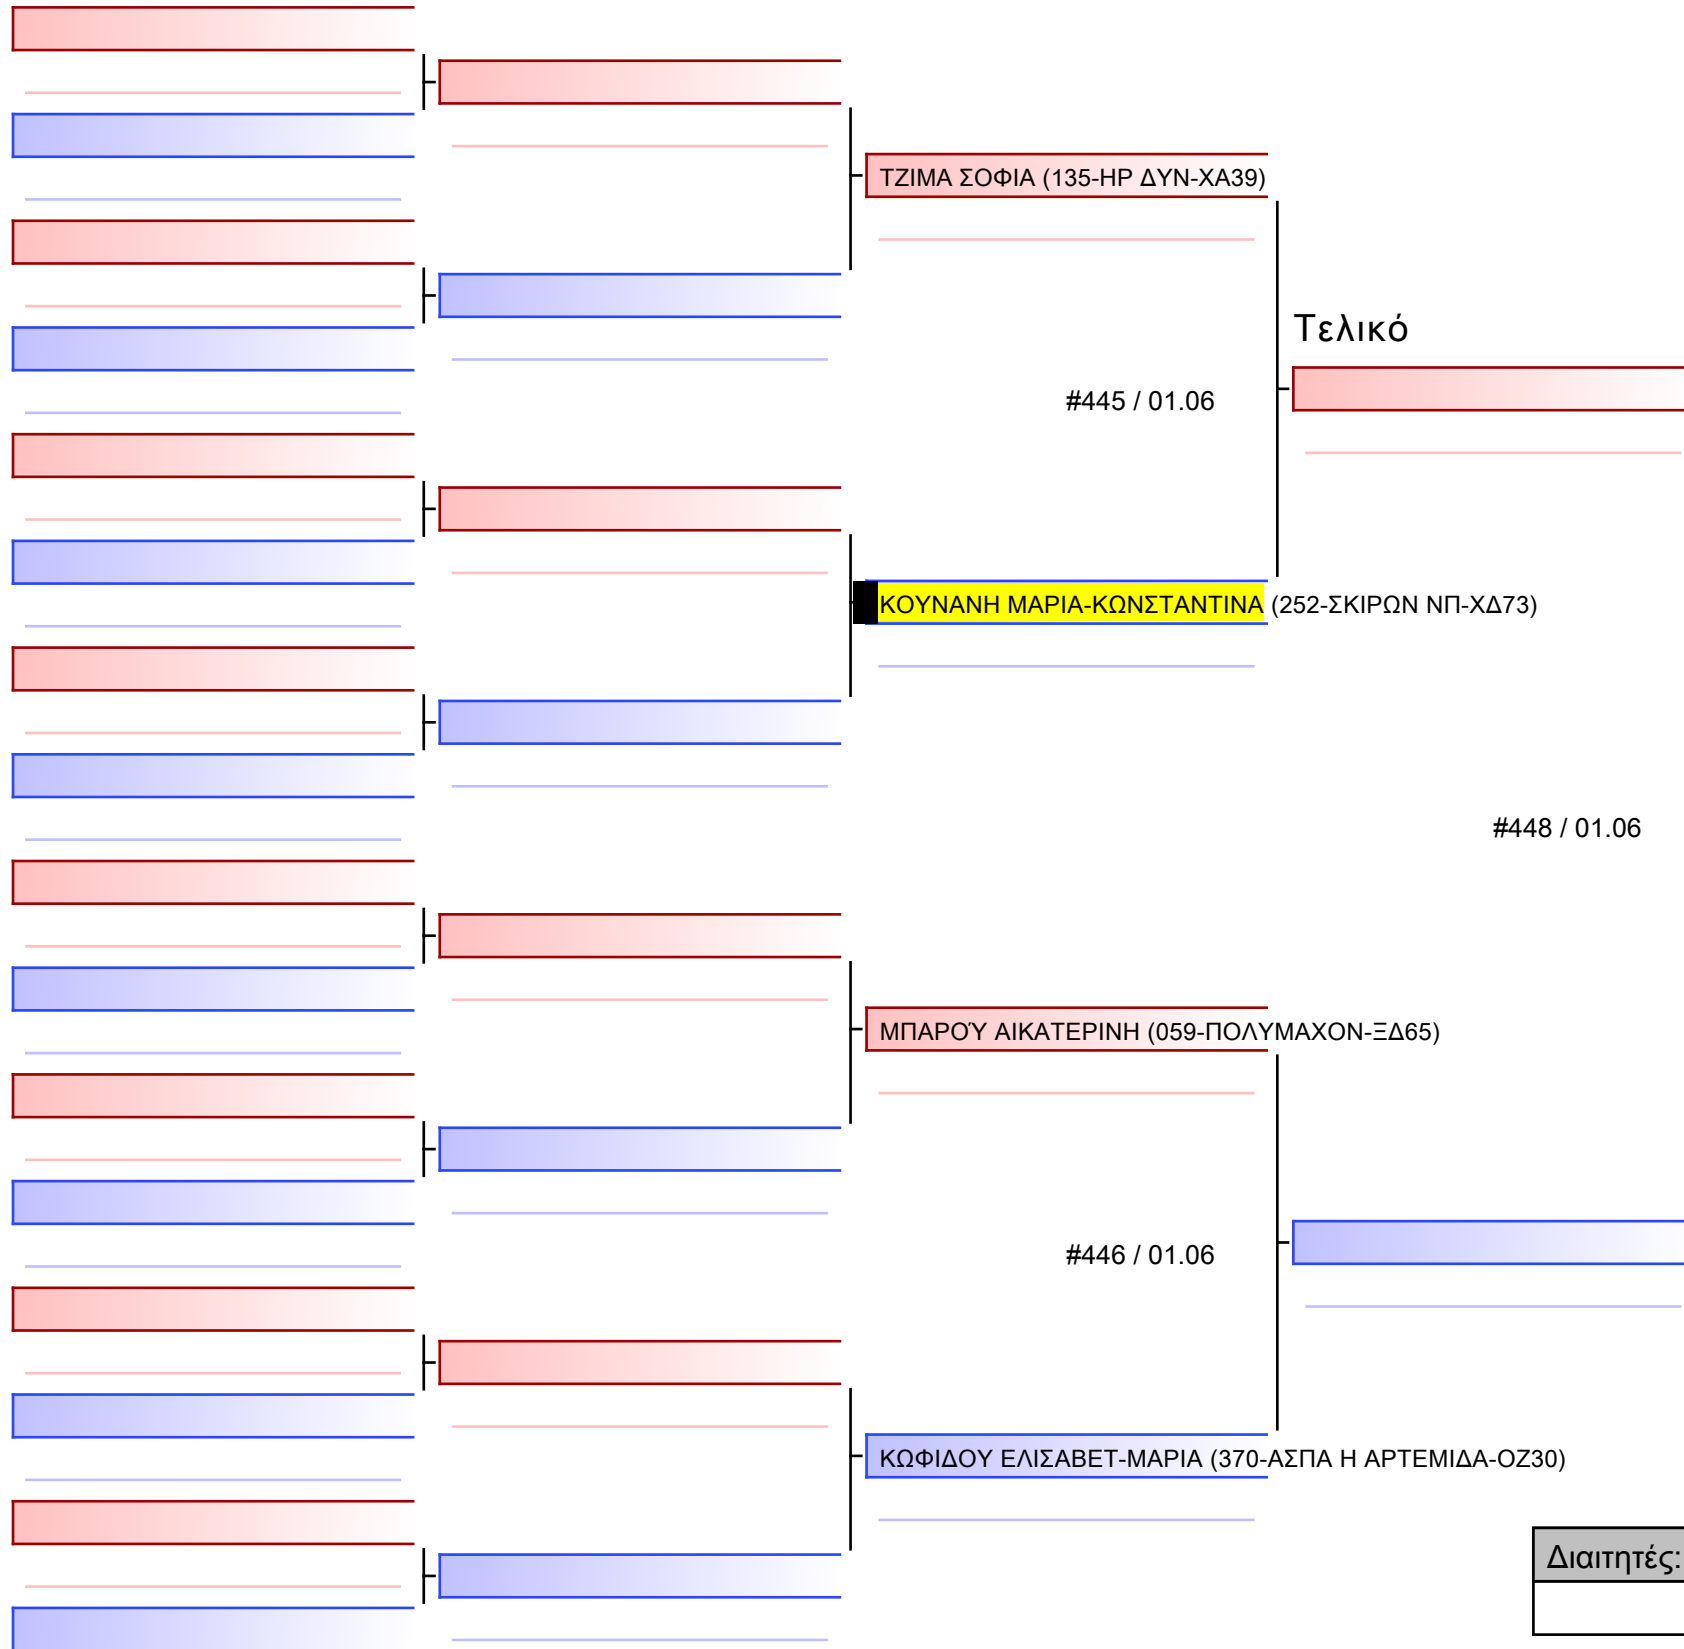 ΤΖΙΜΑ ΣΟΦΙΑ (135-ΗΡ ΔΥΝ-ΧΑ39)
Τελικό
#445 / 01.06
ΚΟΥΝΑΝΗ ΜΑΡΙΑ-ΚΩΝΣΤΑΝΤΙΝΑ (252-ΣΚΙΡΩΝ ΝΠ-ΧΔ73)
#448 / 01.06
ΜΠΑΡΟΎ ΑΙΚΑΤΕΡΙΝΗ (059-ΠΟΛΥΜΑΧΟΝ-ΞΔ65)
#446 / 01.06
ΚΩΦΙΔΟΥ ΕΛΙΣΑΒΕΤ-ΜΑΡΙΑ (370-ΑΣΠΑ Η ΑΡΤΕΜΙΔΑ-ΟΖ30)
Διαιτητές: